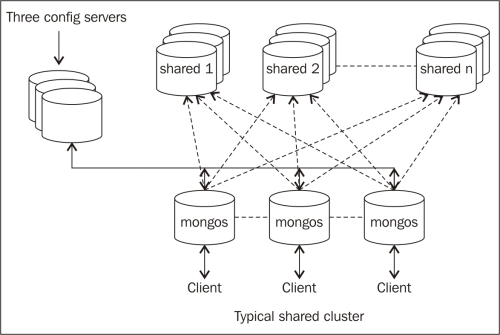 Three config servers
shared 1
shared 2
shared n
mongos
mongos
mongos
Client
Client
Client
Typical shared cluster